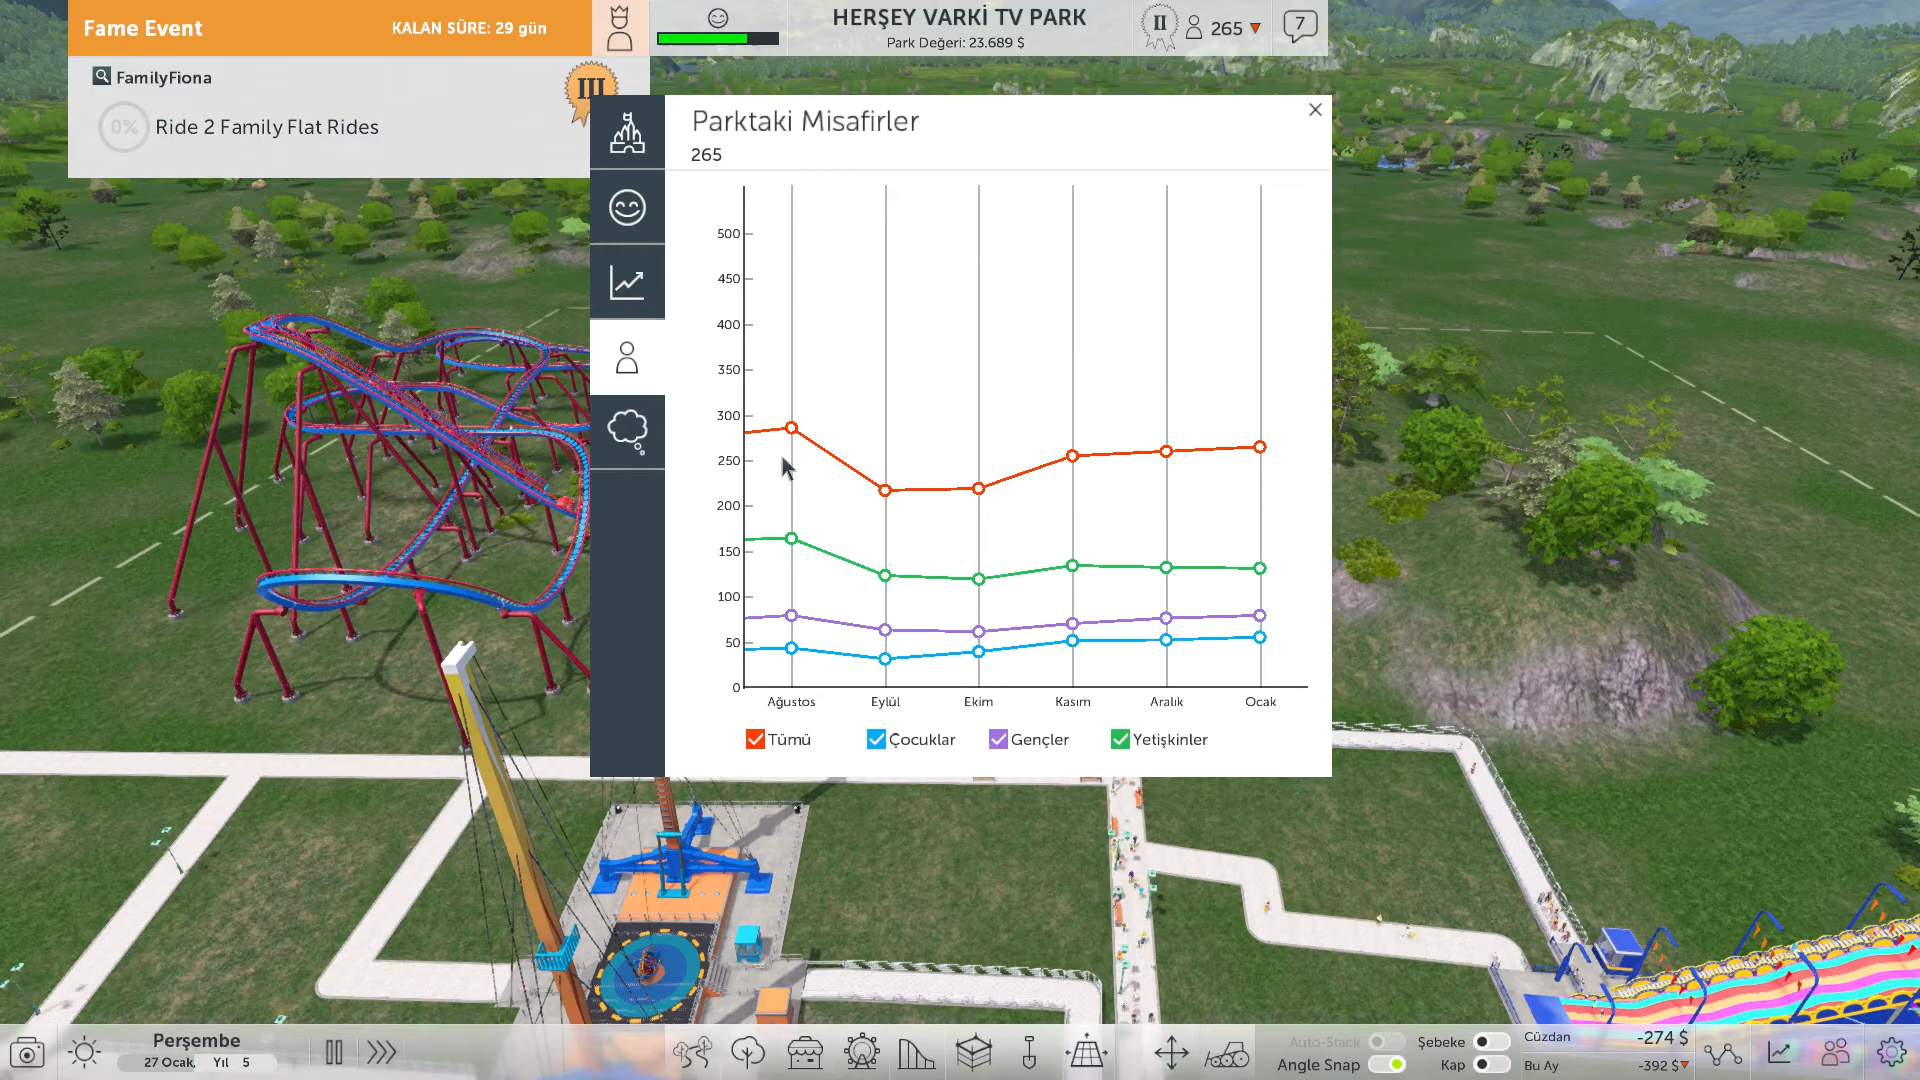 Fame Event
KALAN SÜRE: 29 gün
HERŞEY VARKİ TV PARK
Park Değeri: 23.689 $
II
265
7
FamilyFiona
III
0%
Ride 2 Family Flat Rides
Parktaki Misafirler
265
500
450
400
350
300
250
200
150
100
50
0
Ağustos
Eylül
Ekim
Kasım
Aralık
Ocak
Tümü
Çocuklar
Gençler
Yetişkinler
Perşembe
27 Ocak, Yıl 5
Auto-Stack
Angle Snap
Şebeke
Kap
Cüzdan
-274 $
Bu Ay
-392 $